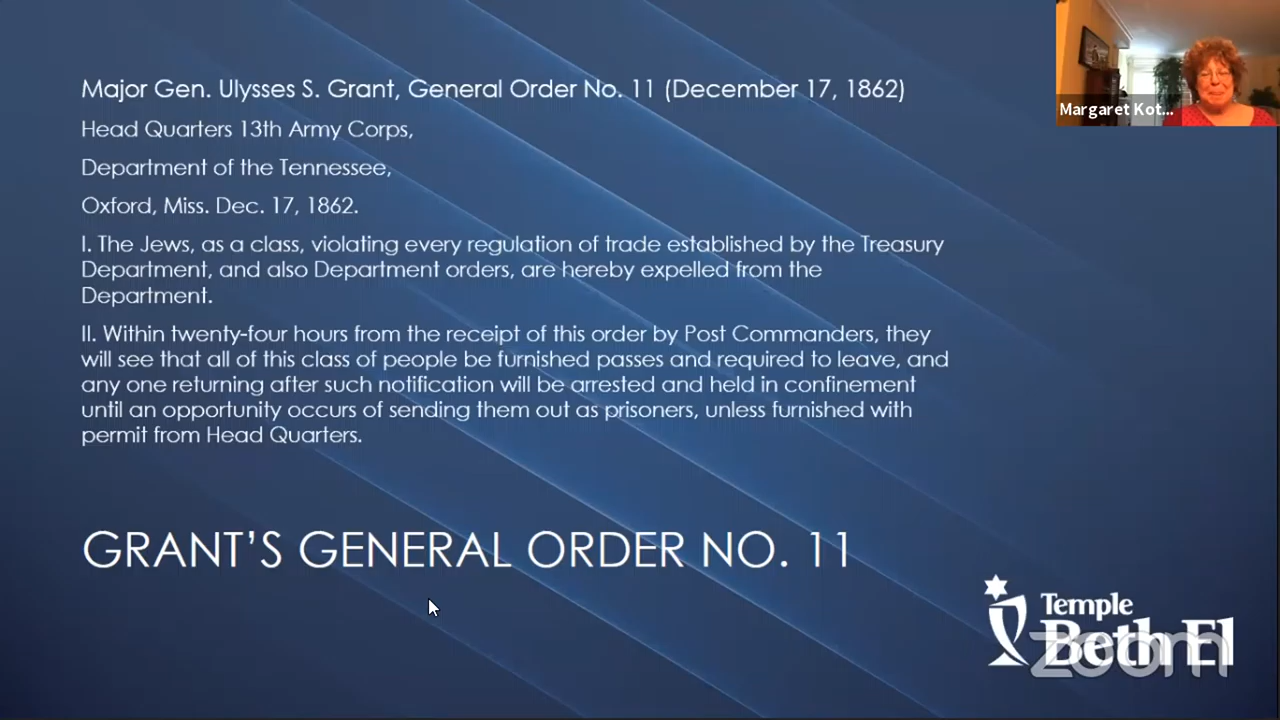 Major Gen. Ulysses S. Grant, General Order No. 11 (December 17, 1862)
Head Quarters 13th Army Corps,
Department of the Tennessee,
Oxford, Miss. Dec. 17, 1862.
I. The Jews, as a class, violating every regulation of trade established by the Treasury
Department, and also Department orders, are hereby expelled from the
Department.
II. Within twenty-four hours from the receipt of this order by Post Commanders, they
will see that all of this class of people be furnished passes and required to leave, and
any one returning after such notification will be arrested and held in confinement
until an opportunity occurs of sending them out as prisoners, unless furnished with
permit from Head Quarters.
GRANT'S GENERAL ORDER NO. 11
Margaret Kot...
Temple
Beth El
zoom